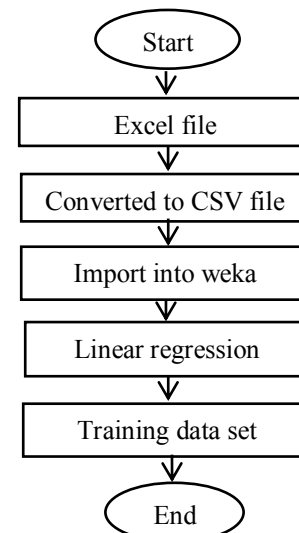 Start
Excel file
Converted to CSV file
Import into weka
Linear regression
Training data set
End